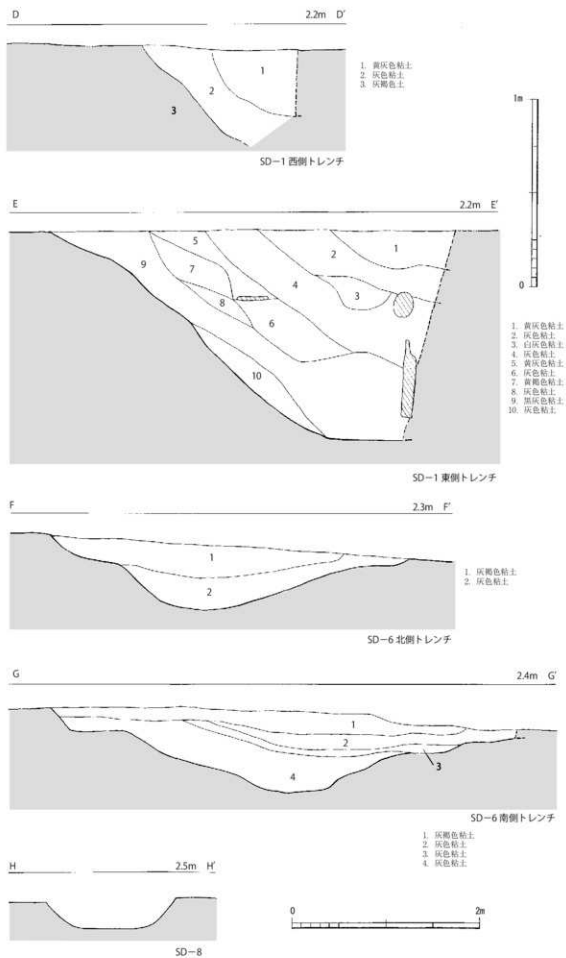 D 2.2m D′
1
2
3
1. 黄灰色粘土
2. 灰色粘土
3. 灰褐色土
SD-1 西側トレンチ
1m
0
E 2.2m E′
5
2
1
9
7
4
3
8
6
10
1. 黄灰色粘土
2. 灰色粘土
3. 白灰色粘土
4. 灰色粘土
5. 黄灰色粘土
6. 灰色粘土
7. 黄褐色粘土
8. 灰色粘土
9. 黒灰色粘土
10. 灰色粘土
SD-1 東側トレンチ
F 2.3m F′
1
2
1. 灰褐色粘土
2. 灰色粘土
SD-6 北側トレンチ
G 2.4m G′
1
2
3
4
SD-6 南側トレンチ
1. 灰褐色粘土
2. 灰色粘土
3. 灰色粘土
4. 灰色粘土
H 2.5m H′
SD-8
0 2m